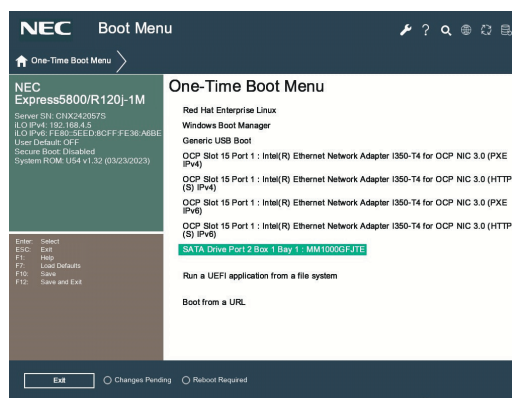 NEC Boot Menu
One-Time Boot Menu
NEC
Express5800/R120j-1M
Server SN: CNX242057S
iLO IPv4: 192.168.4.5
iLO IPv6: FE80::5EED:8CFF:FE36:A6BE
User Default: OFF
Secure Boot: Disabled
System ROM: U54 v1.32 (03/23/2023)
Enter: Select
ESC: Exit
F1: Help
F7: Load Defaults
F10: Save
F12: Save and Exit
One-Time Boot Menu
Red Hat Enterprise Linux
Windows Boot Manager
Generic USB Boot
OCP Slot 15 Port 1 : Intel(R) Ethernet Network Adapter I350-T4 for OCP NIC 3.0 (PXE
IPv4)
OCP Slot 15 Port 1 : Intel(R) Ethernet Network Adapter I350-T4 for OCP NIC 3.0 (HTTP
(S) IPv4)
OCP Slot 15 Port 1 : Intel(R) Ethernet Network Adapter I350-T4 for OCP NIC 3.0 (PXE
IPv6)
OCP Slot 15 Port 1 : Intel(R) Ethernet Network Adapter I350-T4 for OCP NIC 3.0 (HTTP
(S) IPv6)
SATA Drive Port 2 Box 1 Bay 1 : MM1000GFJTE
Run a UEFI application from a file system
Boot from a URL
Exit
Changes Pending
Reboot Required